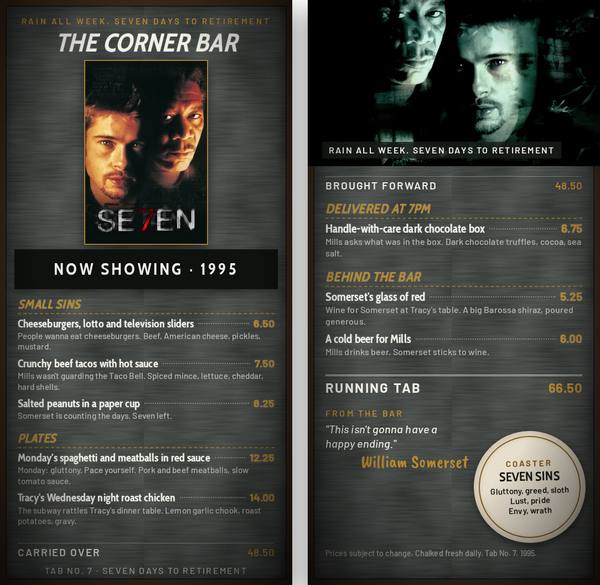 RAIN ALL WEEK. SEVEN DAYS TO RETIREMENT
THE CORNER BAR
SE7EN
NOW SHOWING · 1995
SMALL SINS
Cheeseburgers, lotto and television sliders 6.50
People wanna eat cheeseburgers. Beef, American cheese, pickles,
mustard.
Crunchy beef tacos with hot sauce 7.50
Mills wasn't guarding the Taco Bell. Spiced mince, lettuce, cheddar,
hard shells.
Salted peanuts in a paper cup 8.25
Somerset is counting the days. Seven left.
PLATES
Monday's spaghetti and meatballs in red sauce 12.25
Monday: gluttony. Pace yourself. Pork and beef meatballs, slow
tomato sauce.
Tracy's Wednesday night roast chicken 14.00
The subway rattles Tracy's dinner table. Lemon garlic chook, roast
potatoes, gravy.
CARRIED OVER 48.50
TAB NO. 7 · SEVEN DAYS TO RETIREMENT
RAIN ALL WEEK. SEVEN DAYS TO RETIREMENT
BROUGHT FORWARD 48.50
DELIVERED AT 7PM
Handle-with-care dark chocolate box 6.75
Mills asks what was in the box. Dark chocolate truffles, cocoa, sea
salt.
BEHIND THE BAR
Somerset's glass of red 5.25
Wine for Somerset at Tracy's table. A big Barossa shiraz, poured
generous.
A cold beer for Mills 6.00
Mills drinks beer. Somerset sticks to wine.
RUNNING TAB 66.50
FROM THE BAR
"This isn't gonna have a
happy ending."
William Somerset
COASTER
SEVEN SINS
Gluttony, greed, sloth
Lust, pride
Envy, wrath
Prices subject to change. Chalked fresh daily. Tab No. 7. 1995.